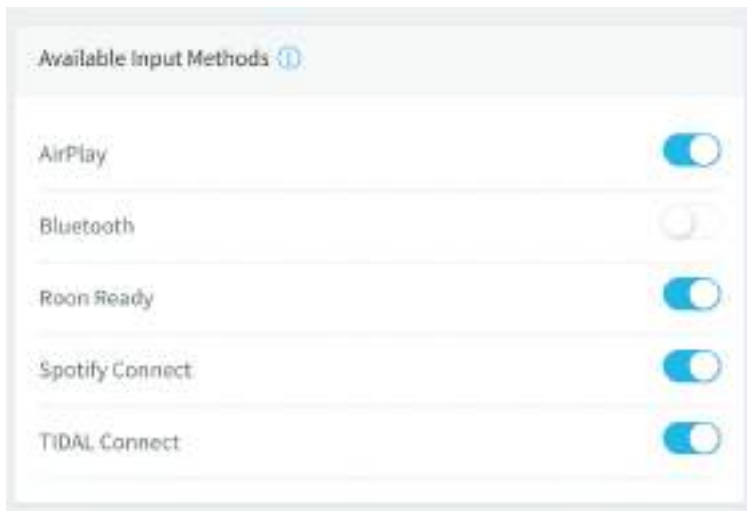 Available Input Methods
AirPlay
Bluetooth
Roon Ready
Spotify Connect
TIDAL Connect